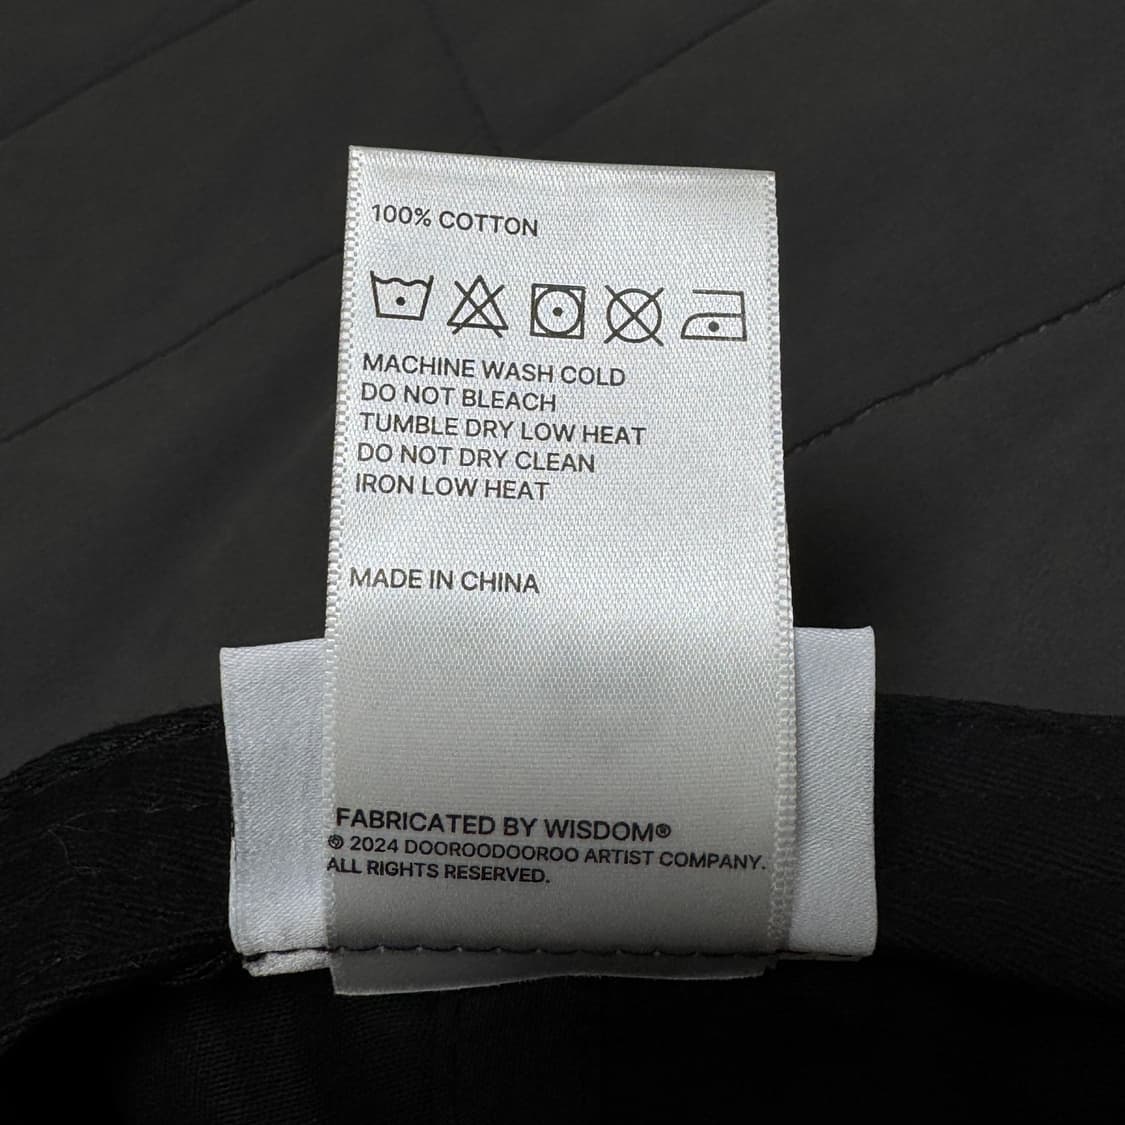 100% COTTON
MACHINE WASH COLD
DO NOT BLEACH
TUMBLE DRY LOW HEAT
DO NOT DRY CLEAN
IRON LOW HEAT
MADE IN CHINA
FABRICATED BY WISDOM®
© 2024 DOOROODOOROO ARTIST COMPANY.
ALL RIGHTS RESERVED.